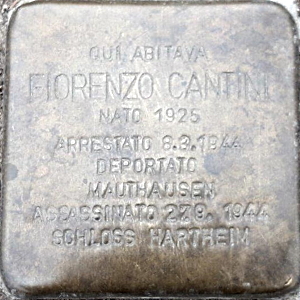 QUI ABITAVA
FIORENZO CANTINI
NATO 1925
ARRESTATO 8.3.1944
DEPORTATO
MAUTHAUSEN
ASSASSINATO 27.9. 1944
SCHLOSS HARTHEIM